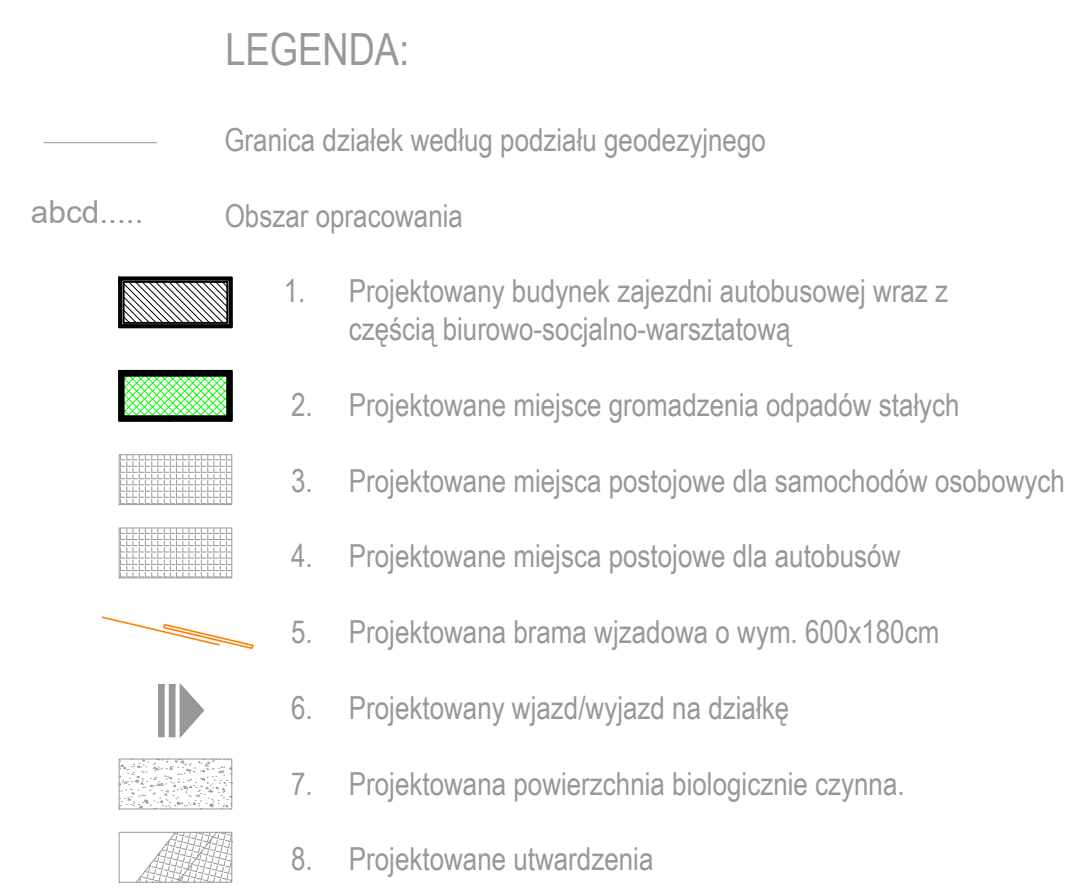 LEGENDA:
Granica działek według podziału geodezyjnego
abcd..... Obszar opracowania
1. Projektowany budynek zajezdni autobusowej wraz z
częścią biurowo-socjalno-warsztatową
2. Projektowane miejsce gromadzenia odpadów stałych
3. Projektowane miejsca postojowe dla samochodów osobowych
4. Projektowane miejsca postojowe dla autobusów
5. Projektowana brama wjzadowa o wym. 600x180cm
6. Projektowany wjazd/wyjazd na działkę
7. Projektowana powierzchnia biologicznie czynna.
8. Projektowane utwardzenia